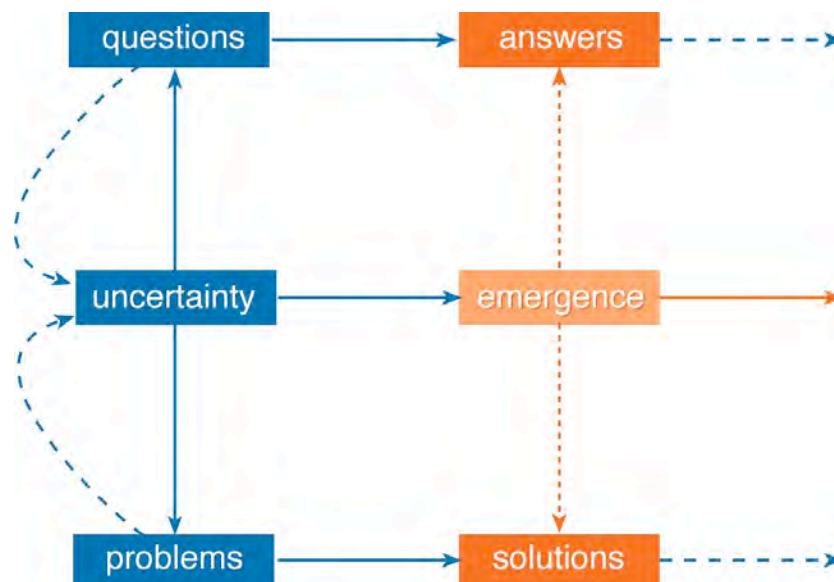 questions
answers
uncertainty
emergence
problems
solutions